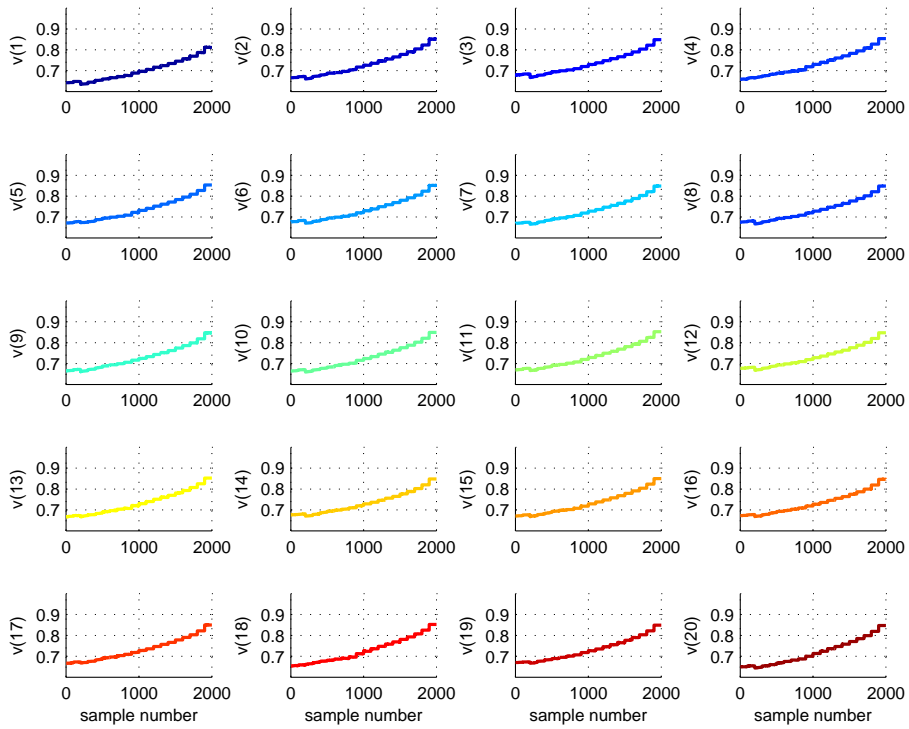 0.9
0.8
0.7
v(1)
0 1000 2000
0.9
0.8
0.7
v(2)
0 1000 2000
0.9
0.8
0.7
v(3)
0 1000 2000
0.9
0.8
0.7
v(4)
0 1000 2000
0.9
0.8
0.7
v(5)
0 1000 2000
0.9
0.8
0.7
v(6)
0 1000 2000
0.9
0.8
0.7
v(7)
0 1000 2000
0.9
0.8
0.7
v(8)
0 1000 2000
0.9
0.8
0.7
v(9)
0 1000 2000
0.9
0.8
0.7
v(10)
0 1000 2000
0.9
0.8
0.7
v(11)
0 1000 2000
0.9
0.8
0.7
v(12)
0 1000 2000
0.9
0.8
0.7
v(13)
0 1000 2000
0.9
0.8
0.7
v(14)
0 1000 2000
0.9
0.8
0.7
v(15)
0 1000 2000
0.9
0.8
0.7
v(16)
0 1000 2000
0.9
0.8
0.7
v(17)
0 1000 2000
sample number
0.9
0.8
0.7
v(18)
0 1000 2000
sample number
0.9
0.8
0.7
v(19)
0 1000 2000
sample number
0.9
0.8
0.7
v(20)
0 1000 2000
sample number